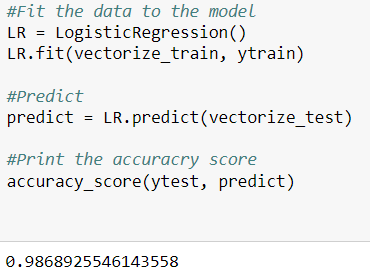 #Fit the data to the model
LR = LogisticRegression()
LR.fit(vectorize_train, ytrain)
#Predict
predict = LR.predict(vectorize_test)
#Print the accuracry score
accuracy_score(ytest, predict)
0.9868925546143558